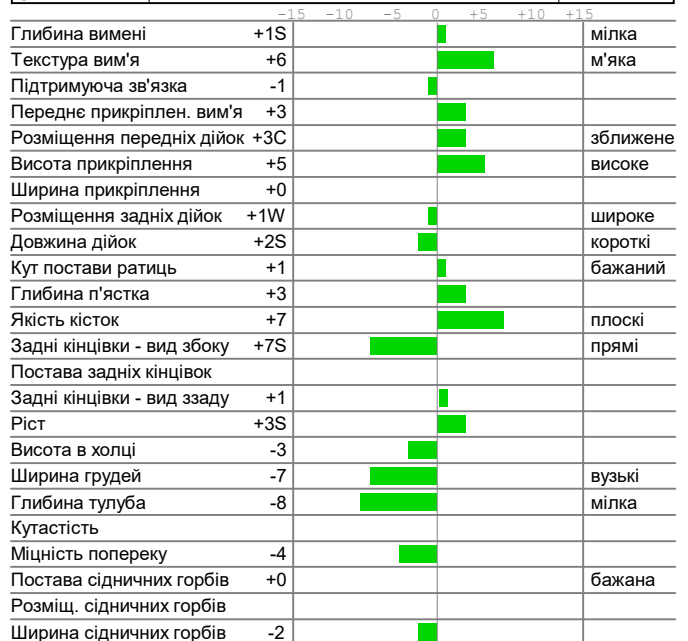 -15 -10 -5 0 +5 +10 +15
Глибина вимені +1S мілка
Текстура вим'я +6 м'яка
Підтримуюча зв'язка -1
Переднє прикріплен. вим'я +3
Розміщення передніх дійок +3C зближене
Висота прикріплення +5 високе
Ширина прикріплення +0
Розміщення задніх дійок +1W широке
Довжина дійок +2S короткі
Кут постави ратиць +1 бажаний
Глибина п'ястка +3
Якість кісток +7 плоскі
Задні кінцівки - вид збоку +7S прямі
Постава задніх кінцівок
Задні кінцівки - вид ззаду +1
Ріст +3S
Висота в холці -3
Ширина грудей -7 вузькі
Глибина тулуба -8 мілка
Кутастість
Міцність попереку -4
Постава сідничних горбів +0 бажана
Розміщ. сідничних горбів
Ширина сідничних горбів -2